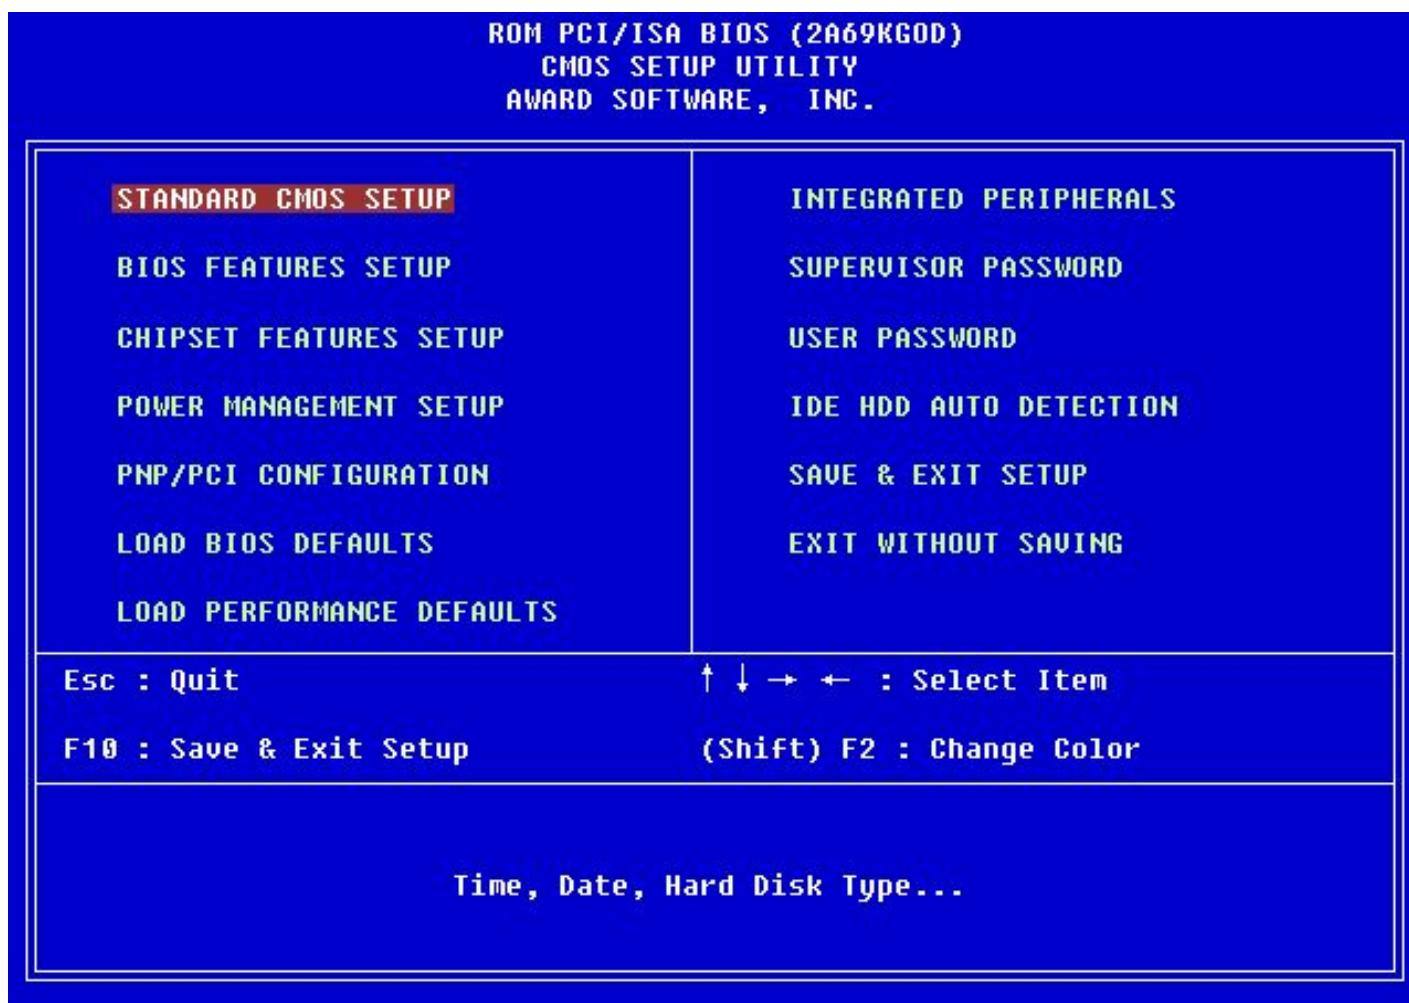 ROM PCI/ISA BIOS (2A69KG0D)
CMOS SETUP UTILITY
AWARD SOFTWARE, INC.
STANDARD CMOS SETUP
BIOS FEATURES SETUP
CHIPSET FEATURES SETUP
POWER MANAGEMENT SETUP
PNP/PCI CONFIGURATION
LOAD BIOS DEFAULTS
LOAD PERFORMANCE DEFAULTS
INTEGRATED PERIPHERALS
SUPERVISOR PASSWORD
USER PASSWORD
IDE HDD AUTO DETECTION
SAVE & EXIT SETUP
EXIT WITHOUT SAVING
Esc : Quit
F10 : Save & Exit Setup
↑ ↓ → ← : Select Item
(Shift) F2 : Change Color
Time, Date, Hard Disk Type...